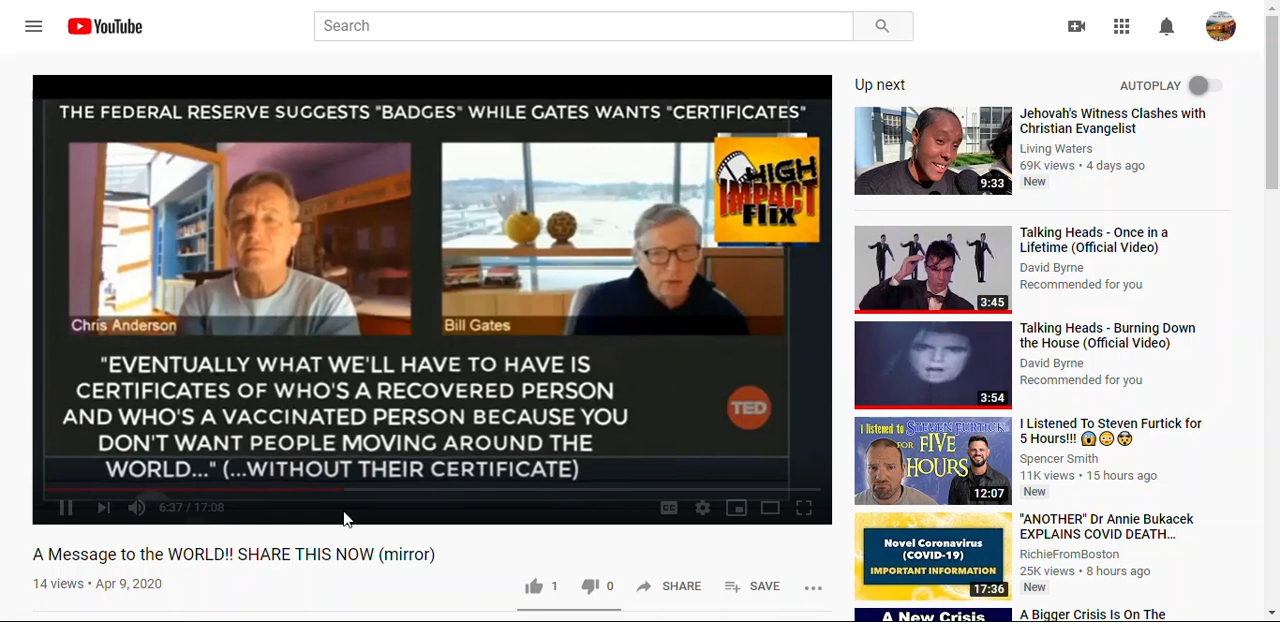 YouTube
Search
THE FEDERAL RESERVE SUGGESTS "BADGES" WHILE GATES WANTS "CERTIFICATES"
HIGH
IMPACT
FLIX
Chris Anderson
Bill Gates
"EVENTUALLY WHAT WE'LL HAVE TO HAVE IS
CERTIFICATES OF WHO'S A RECOVERED PERSON
AND WHO'S A VACCINATED PERSON BECAUSE YOU
DON'T WANT PEOPLE MOVING AROUND THE
WORLD..." (...WITHOUT THEIR CERTIFICATE)
TED
6:37 / 17:08
CC
A Message to the WORLD!! SHARE THIS NOW (mirror)
14 views • Apr 9, 2020
1
0
SHARE
SAVE
Up next
AUTOPLAY
9:33
Jehovah's Witness Clashes with
Christian Evangelist
Living Waters
69K views • 4 days ago
New
3:45
Talking Heads - Once in a
Lifetime (Official Video)
David Byrne
Recommended for you
3:54
Talking Heads - Burning Down
the House (Official Video)
David Byrne
Recommended for you
I listened to STEVEN FURTICK
FOR FIVE
HOURS
12:07
I Listened To Steven Furtick for
5 Hours!!! 😱😳🤯
Spencer Smith
11K views • 15 hours ago
New
Novel Coronavirus
(COVID-19)
IMPORTANT INFORMATION
17:36
"ANOTHER" Dr Annie Bukacek
EXPLAINS COVID DEATH...
RichieFromBoston
25K views • 8 hours ago
New
A New Crisis
A Bigger Crisis Is On The